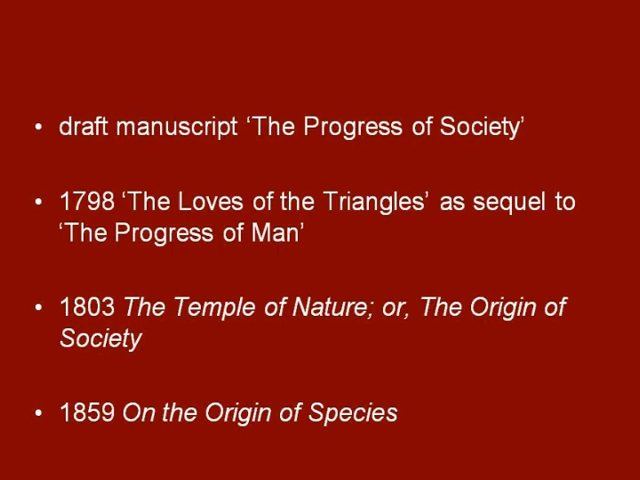 • draft manuscript ‘The Progress of Society’
• 1798 ‘The Loves of the Triangles’ as sequel to
‘The Progress of Man’
• 1803 The Temple of Nature; or, The Origin of
Society
• 1859 On the Origin of Species